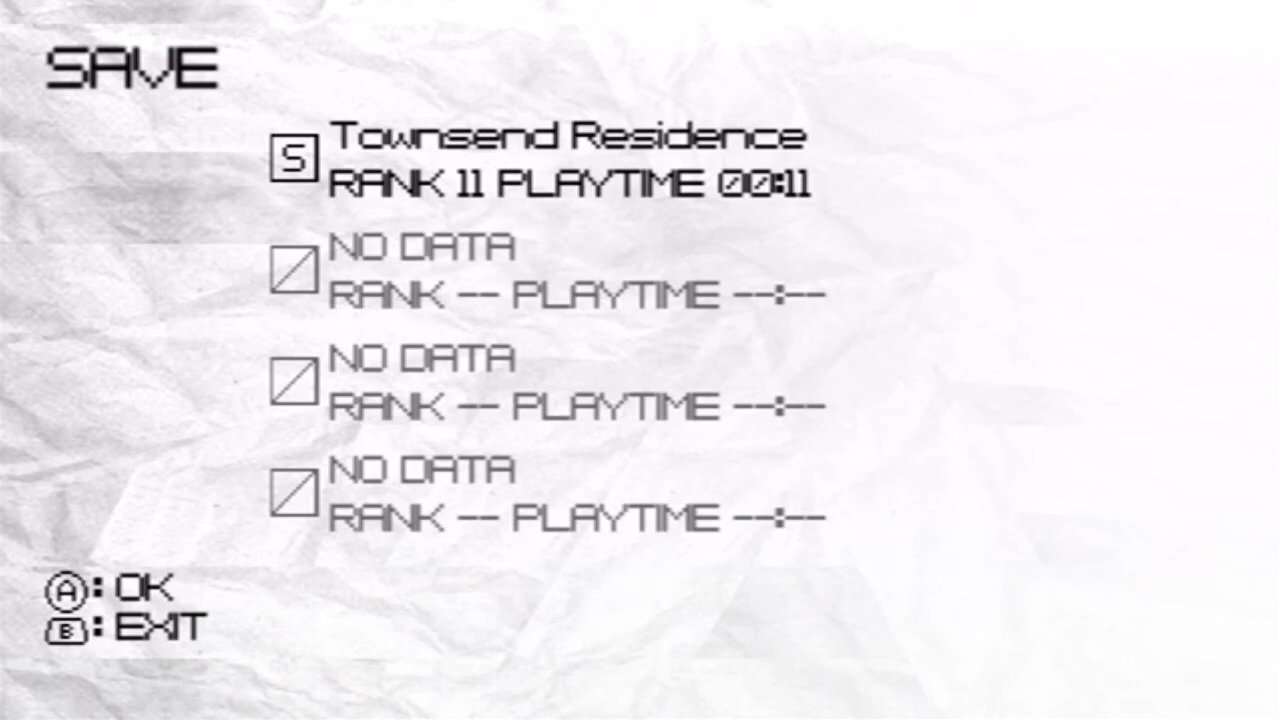 SAVE
S
Townsend Residence
RANK 11 PLAYTIME 00:11
NO DATA
RANK -- PLAYTIME --:--
NO DATA
RANK -- PLAYTIME --:--
NO DATA
RANK -- PLAYTIME --:--
A: OK
B: EXIT